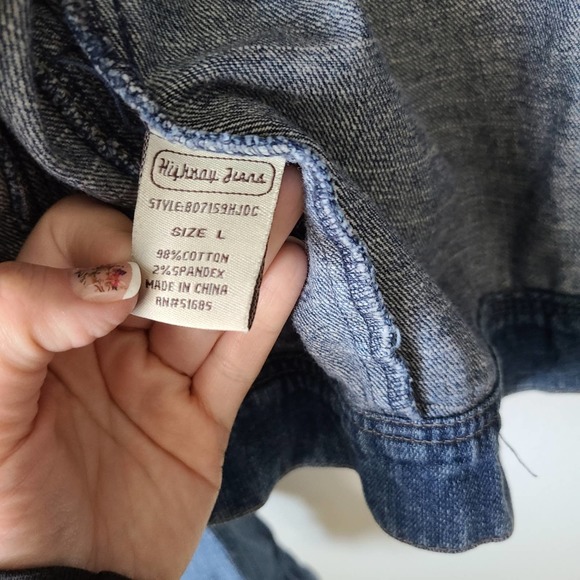 Highway Jeans
STYLE:807159HJDC
SIZE L
98%COTTON
2%SPANDEX
MADE IN CHINA
RN#51685